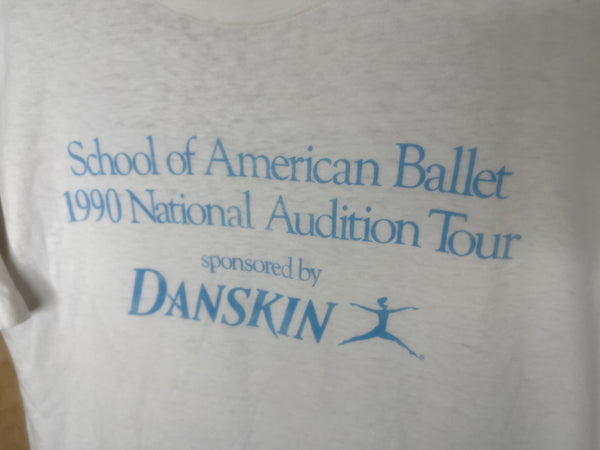 School of American Ballet
1990 National Audition Tour
sponsored by
DANSKIN ®